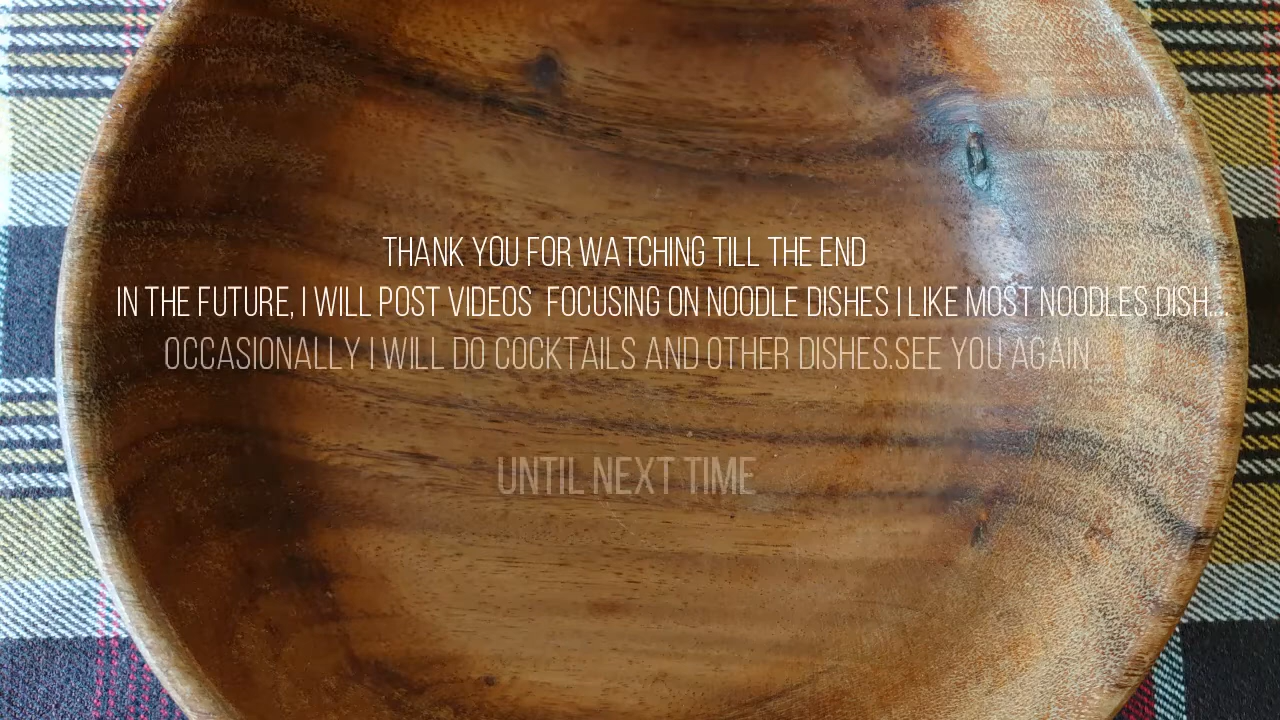 THANK YOU FOR WATCHING TILL THE END
IN THE FUTURE, I WILL POST VIDEOS  FOCUSING ON NOODLE DISHES I LIKE MOST NOODLES DISH...
OCCASIONALLY I WILL DO COCKTAILS AND OTHER DISHES.SEE YOU AGAIN
UNTIL NEXT TIME